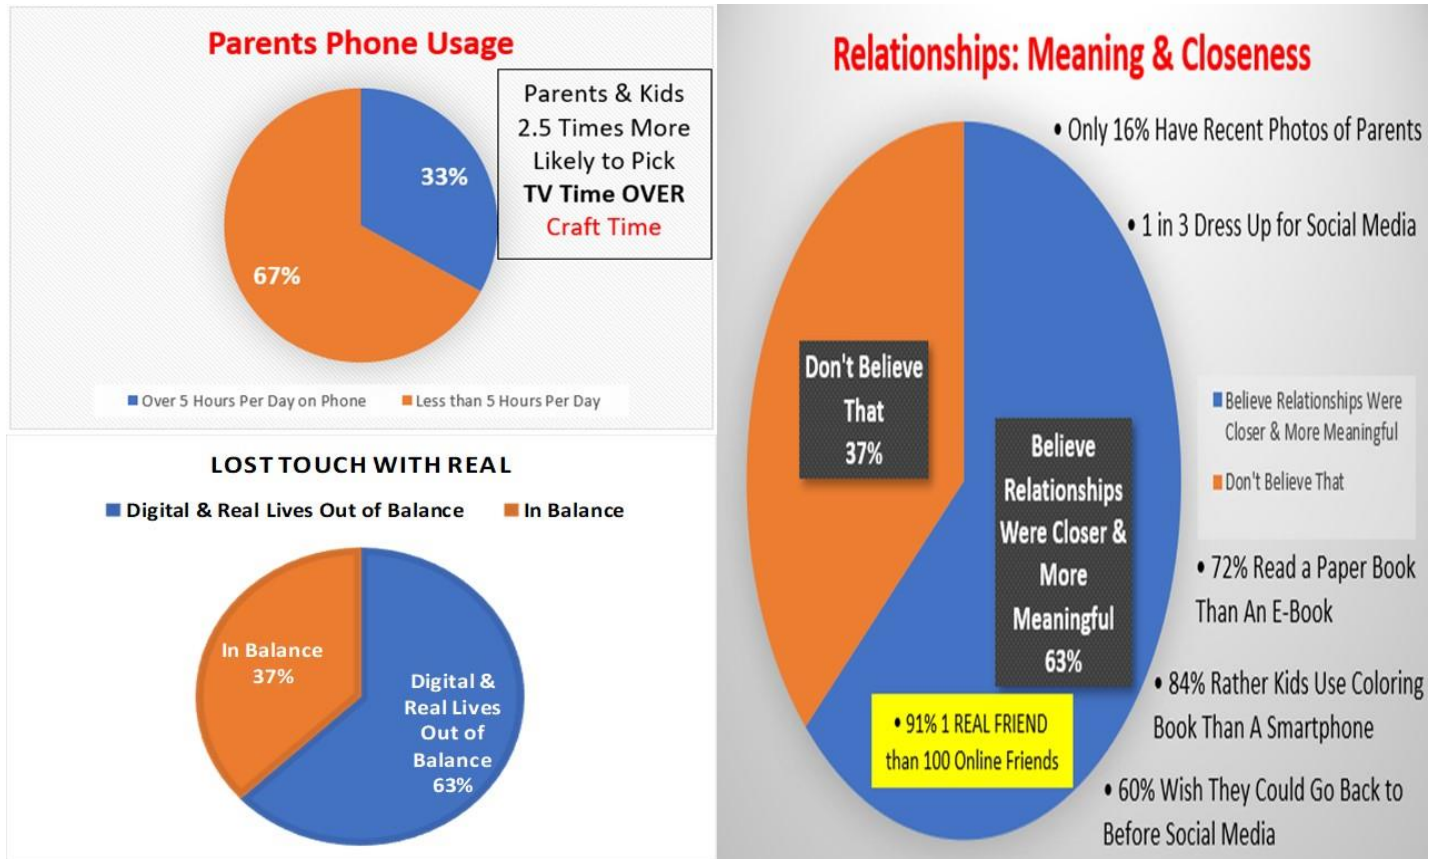 Parents Phone Usage
Parents & Kids
2.5 Times More
Likely to Pick
TV Time OVER
Craft Time
33%
67%
Over 5 Hours Per Day on Phone
Less than 5 Hours Per Day
LOST TOUCH WITH REAL
Digital & Real Lives Out of Balance
In Balance
In Balance
37%
Digital &
Real Lives
Out of
Balance
63%
Relationships: Meaning & Closeness
• Only 16% Have Recent Photos of Parents
• 1 in 3 Dress Up for Social Media
Don't Believe
That
37%
Believe
Relationships
Were Closer &
More
Meaningful
63%
Believe Relationships Were
Closer & More Meaningful
Don't Believe That
• 72% Read a Paper Book
Than An E-Book
• 84% Rather Kids Use Coloring
Book Than A Smartphone
• 91% 1 REAL FRIEND
than 100 Online Friends
• 60% Wish They Could Go Back to
Before Social Media